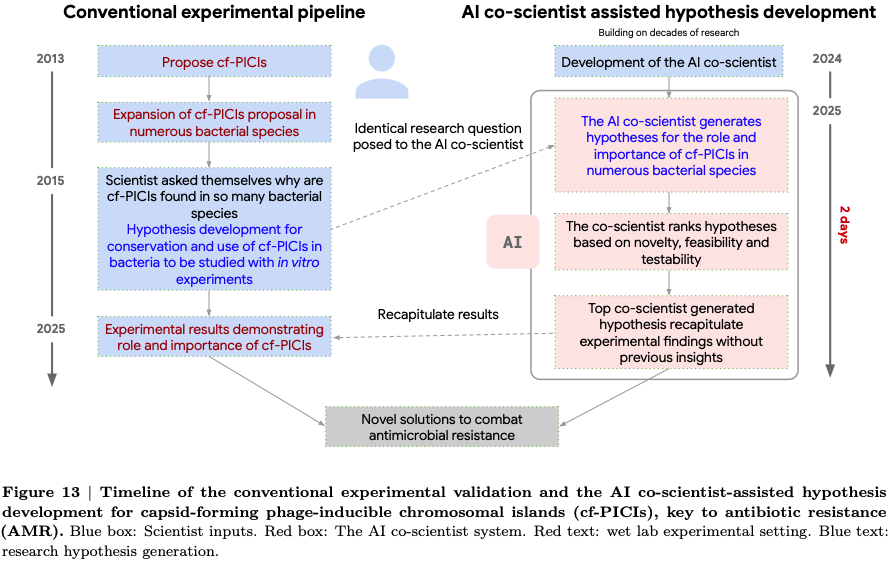 Conventional experimental pipeline
AI co-scientist assisted hypothesis development
Building on decades of research
2013
Propose cf-PICIs
Expansion of cf-PICIs proposal in
numerous bacterial species
2015
Scientist asked themselves why are
cf-PICIs found in so many bacterial
species
Hypothesis development for
conservation and use of cf-PICIs in
bacteria to be studied with in vitro
experiments
2025
Experimental results demonstrating
role and importance of cf-PICIs
Identical research question
posed to the AI co-scientist
AI
Recapitulate results
Development of the AI co-scientist
2024
2025
The AI co-scientist generates
hypotheses for the role and
importance of cf-PICIs in
numerous bacterial species
2 days
The co-scientist ranks hypotheses
based on novelty, feasibility and
testability
Top co-scientist generated
hypothesis recapitulate
experimental findings without
previous insights
Novel solutions to combat
antimicrobial resistance
Figure 13 | Timeline of the conventional experimental validation and the AI co-scientist-assisted hypothesis
development for capsid-forming phage-inducible chromosomal islands (cf-PICIs), key to antibiotic resistance
(AMR). Blue box: Scientist inputs. Red box: The AI co-scientist system. Red text: wet lab experimental setting. Blue text:
research hypothesis generation.